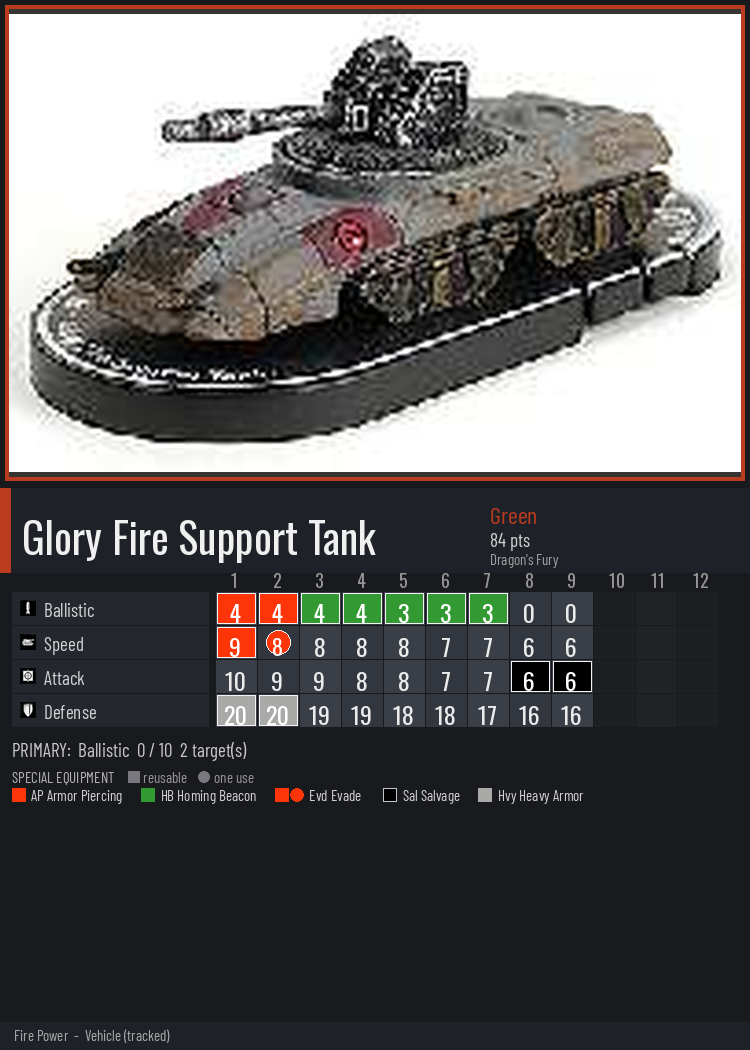 10
Glory Fire Support Tank
Green
84 pts
Dragon's Fury
1 2 3 4 5 6 7 8 9 10 11 12
Ballistic 4 4 4 4 3 3 3 0 0
Speed 9 8 8 8 8 7 7 6 6
Attack 10 9 9 8 8 7 7 6 6
Defense 20 20 19 19 18 18 17 16 16
PRIMARY: Ballistic 0 / 10 2 target(s)
SPECIAL EQUIPMENT reusable one use
AP Armor Piercing HB Homing Beacon Evd Evade Sal Salvage Hvy Heavy Armor
Fire Power - Vehicle (tracked)